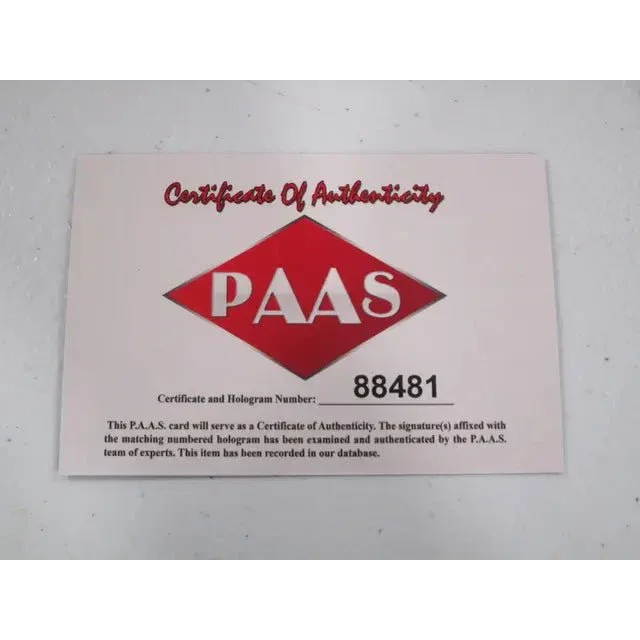 Certificate Of Authenticity
PAAS
Certificate and Hologram Number: 88481
This P.A.A.S. card will serve as a Certificate of Authenticity. The signature(s) affixed with
the matching numbered hologram has been examined and authenticated by the P.A.A.S.
team of experts. This item has been recorded in our database.